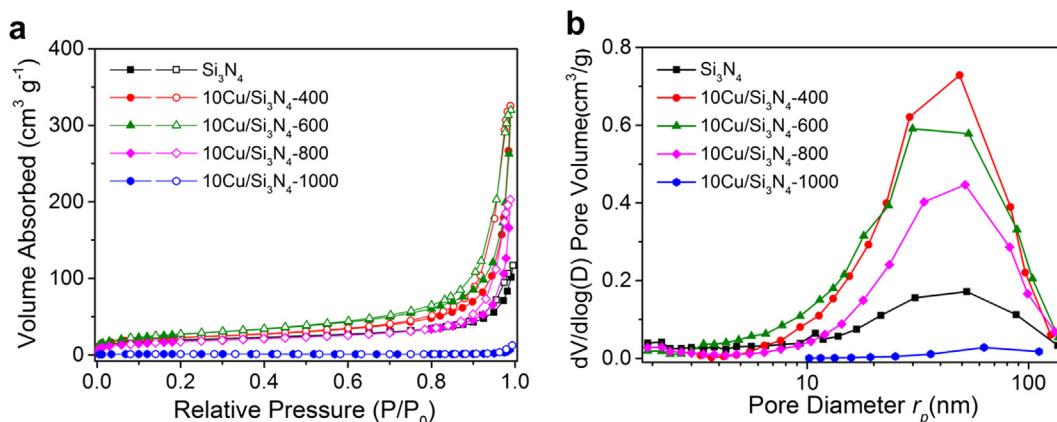 a
400
300
200
100
0
Volume Absorbed (cm³ g⁻¹)
Si₃N₄
10Cu/Si₃N₄-400
10Cu/Si₃N₄-600
10Cu/Si₃N₄-800
10Cu/Si₃N₄-1000
0.0 0.2 0.4 0.6 0.8 1.0
Relative Pressure (P/P₀)
b
0.8
0.6
0.4
0.2
0.0
dV/dlog(D) Pore Volume(cm³/g)
Si₃N₄
10Cu/Si₃N₄-400
10Cu/Si₃N₄-600
10Cu/Si₃N₄-800
10Cu/Si₃N₄-1000
10 100
Pore Diameter rₚ(nm)